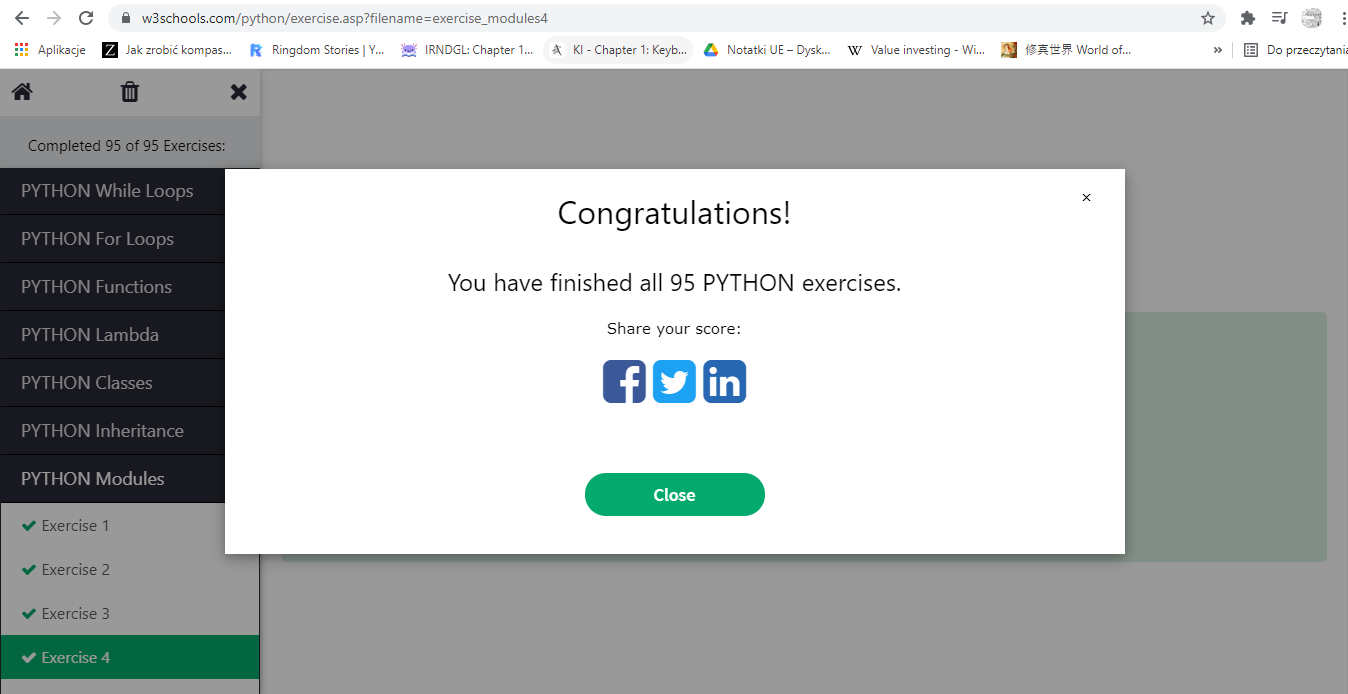 w3schools.com/python/exercise.asp?filename=exercise_modules4
Aplikacje
Jak zrobić kompas...
Ringdom Stories | Y...
IRNDGL: Chapter 1...
KI - Chapter 1: Keyb...
Notatki UE – Dysk...
Value investing - Wi...
修真世界 World of...
»
Do przeczytania
Completed 95 of 95 Exercises:
PYTHON While Loops
PYTHON For Loops
PYTHON Functions
PYTHON Lambda
PYTHON Classes
PYTHON Inheritance
PYTHON Modules
Exercise 1
Exercise 2
Exercise 3
Exercise 4
Congratulations!
You have finished all 95 PYTHON exercises.
Share your score:
Close